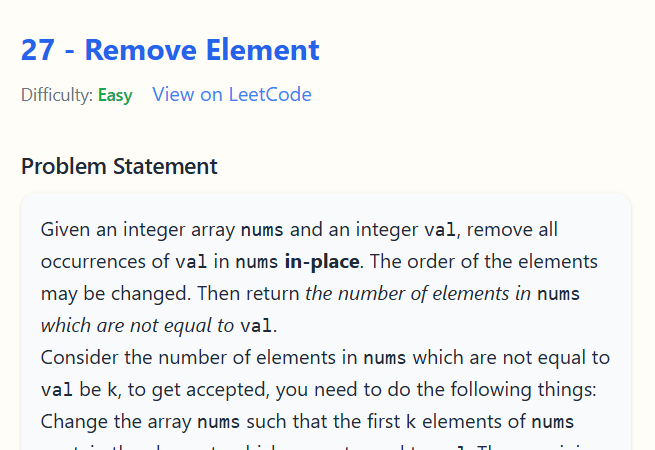 27 - Remove Element
Difficulty: Easy View on LeetCode
Problem Statement
Given an integer array nums and an integer val, remove all
occurrences of val in nums in-place. The order of the elements
may be changed. Then return the number of elements in nums
which are not equal to val.
Consider the number of elements in nums which are not equal to
val be k, to get accepted, you need to do the following things:
Change the array nums such that the first k elements of nums